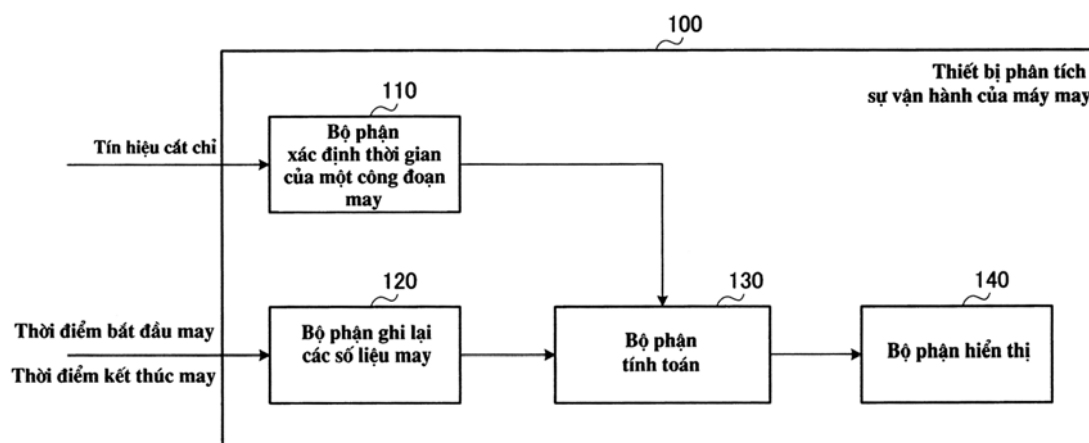 100
Thiết bị phân tích
sự vận hành của máy may
110
Bộ phận
xác định thời gian
của một công đoạn
may
Tín hiệu cắt chỉ
120
130
140
Thời điểm bắt đầu may
Thời điểm kết thúc may
Bộ phận ghi lại
các số liệu may
Bộ phận
tính toán
Bộ phận hiển thị